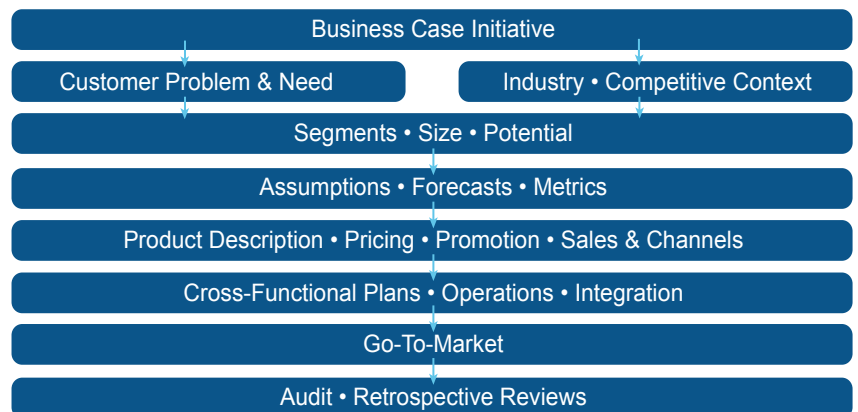 Business Case Initiative
Customer Problem & Need
Industry • Competitive Context
Segments • Size • Potential
Assumptions • Forecasts • Metrics
Product Description • Pricing • Promotion • Sales & Channels
Cross-Functional Plans • Operations • Integration
Go-To-Market
Audit • Retrospective Reviews